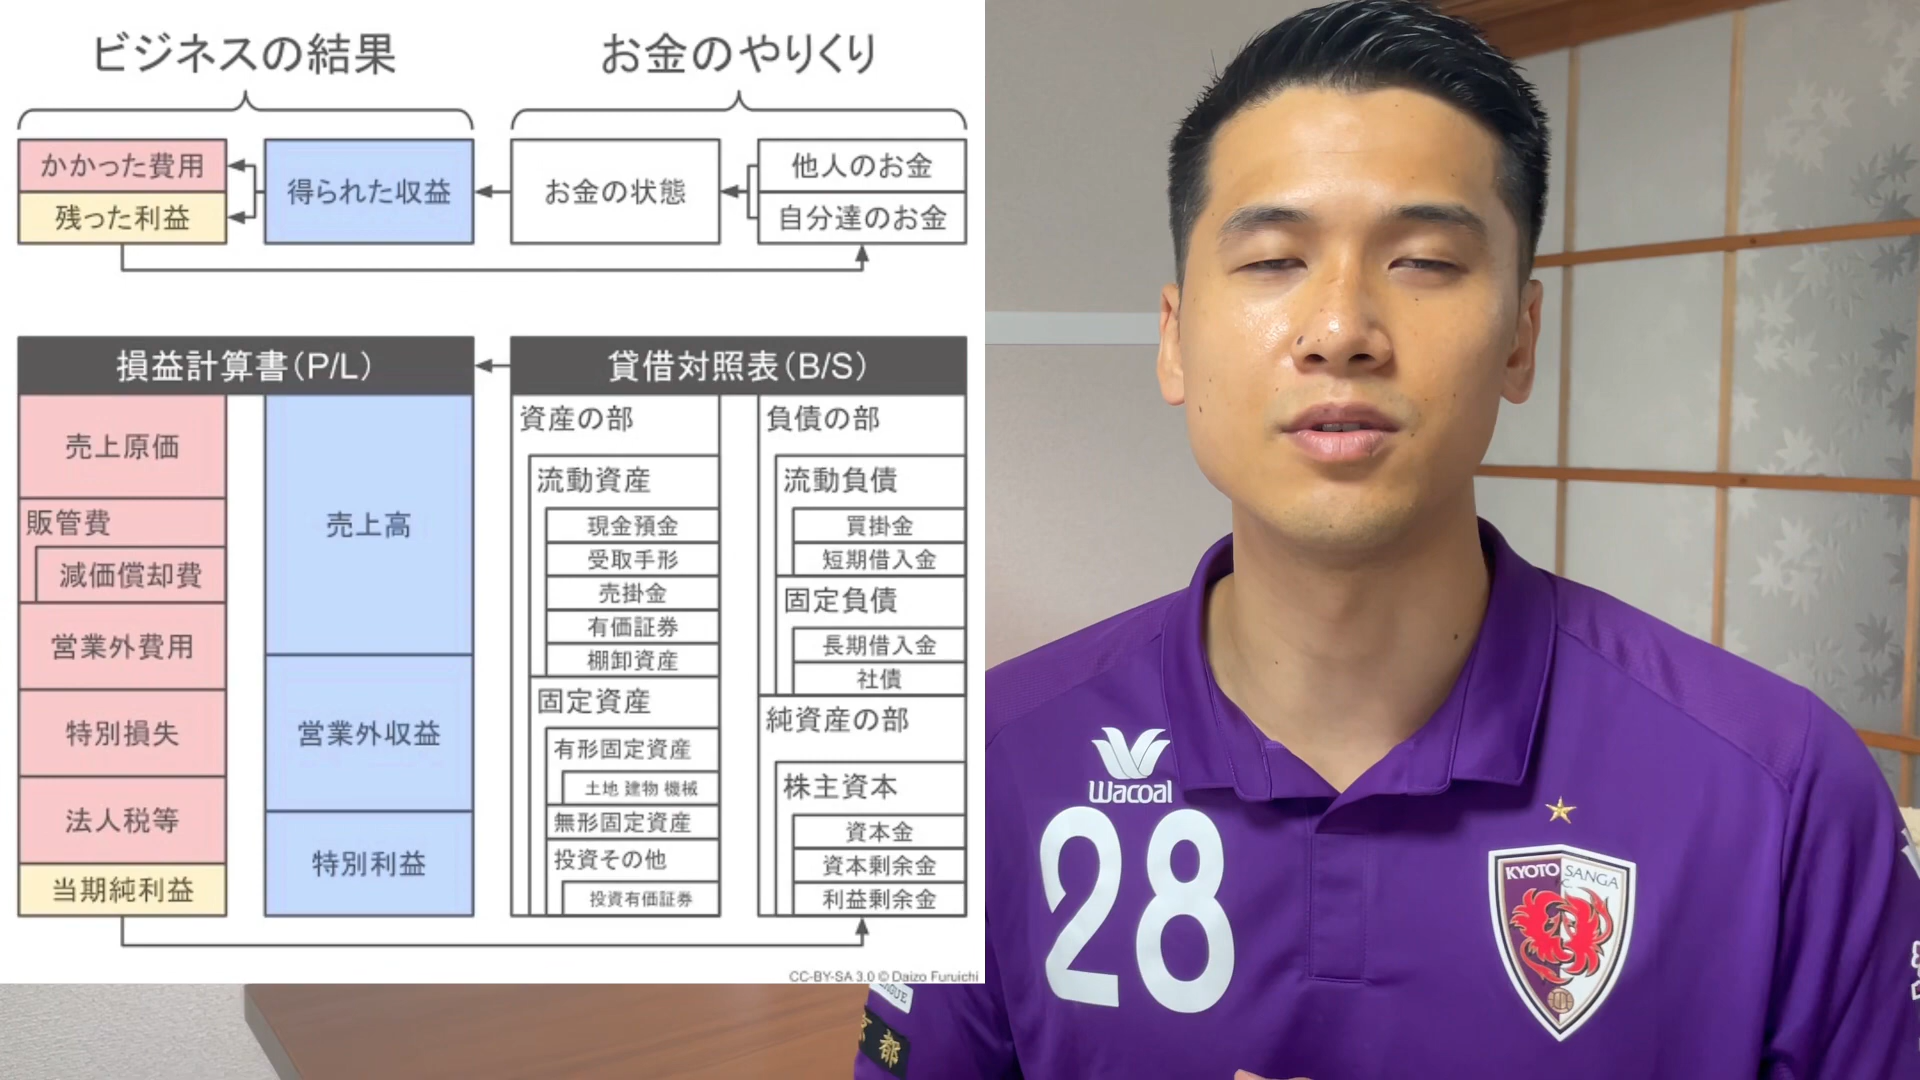 ビジネスの結果
お金のやりくり
かかった費用
残った利益
得られた収益
お金の状態
他人のお金
自分達のお金
損益計算書(P/L)
売上原価
販管費
減価償却費
営業外費用
特別損失
法人税等
当期純利益
売上高
営業外収益
特別利益
貸借対照表(B/S)
資産の部
流動資産
現金預金
受取手形
売掛金
有価証券
棚卸資産
固定資産
有形固定資産
土地 建物 機械
無形固定資産
投資その他
投資有価証券
負債の部
流動負債
買掛金
短期借入金
固定負債
長期借入金
社債
純資産の部
株主資本
資本金
資本剰余金
利益剰余金
CC-BY-SA 3.0 © Daizo Furuichi
Wacoal
28
KYOTO SANGA
F.C.
都